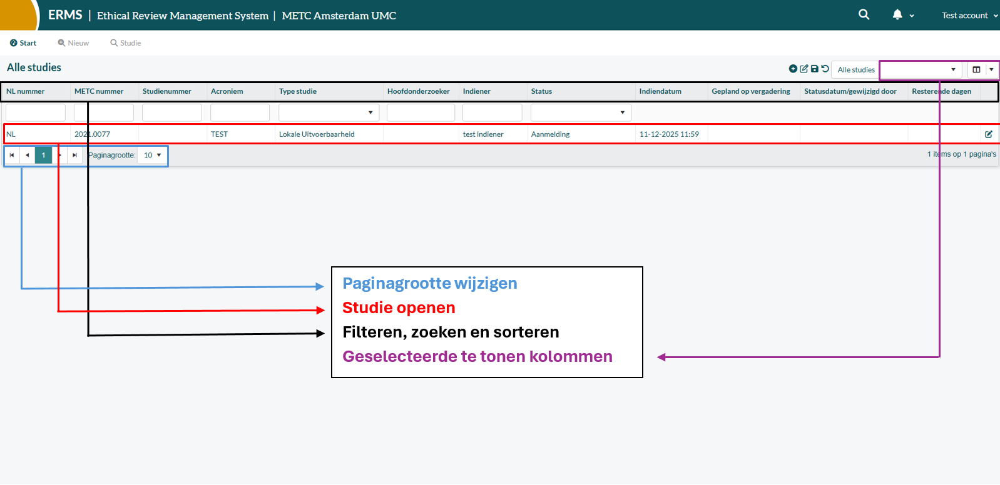 ERMS | Ethical Review Management System | METC Amsterdam UMC
Test account
Start Nieuw Studie
Alle studies
Alle studies
NL nummer METC nummer Studienummer Acroniem Type studie Hoofdonderzoeker Indiener Status Indiendatum Gepland op vergadering Statusdatum/gewijzigd door Resterende dagen
NL 2021.0077 TEST Lokale Uitvoerbaarheid test indiener Aanmelding 11-12-2025 11:59
1 Paginagrootte: 10 1 items op 1 pagina's
Paginagrootte wijzigen
Studie openen
Filteren, zoeken en sorteren
Geselecteerde te tonen kolommen